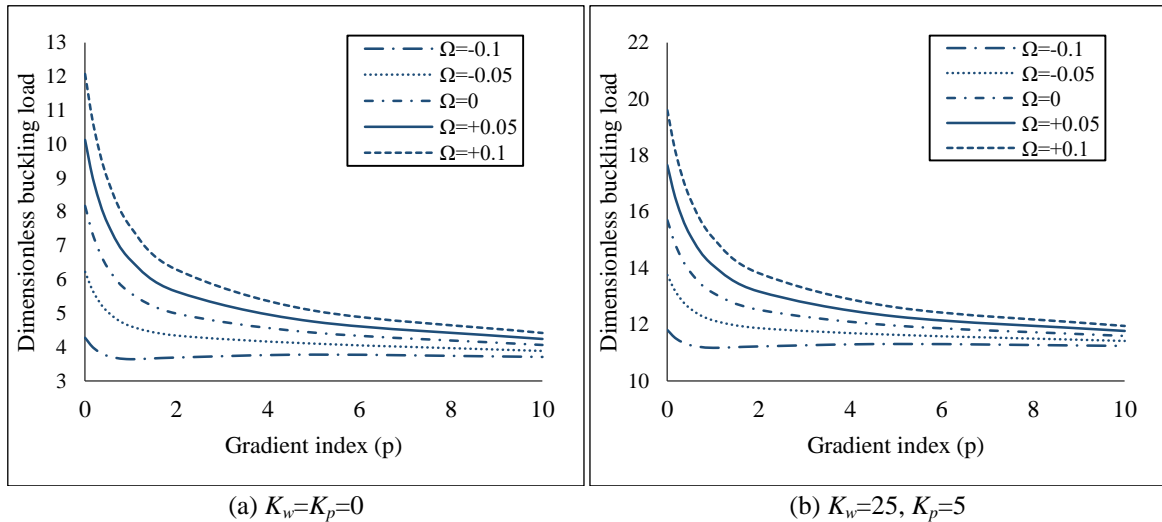 13
12
11
10
9
8
7
6
5
4
3
Dimensionless buckling load
0 2 4 6 8 10
Gradient index (p)
Ω=-0.1
Ω=-0.05
Ω=0
Ω=+0.05
Ω=+0.1
(a) Kw=Kp=0
22
20
18
16
14
12
10
Dimensionless buckling load
0 2 4 6 8 10
Gradient index (p)
Ω=-0.1
Ω=-0.05
Ω=0
Ω=+0.05
Ω=+0.1
(b) Kw=25, Kp=5